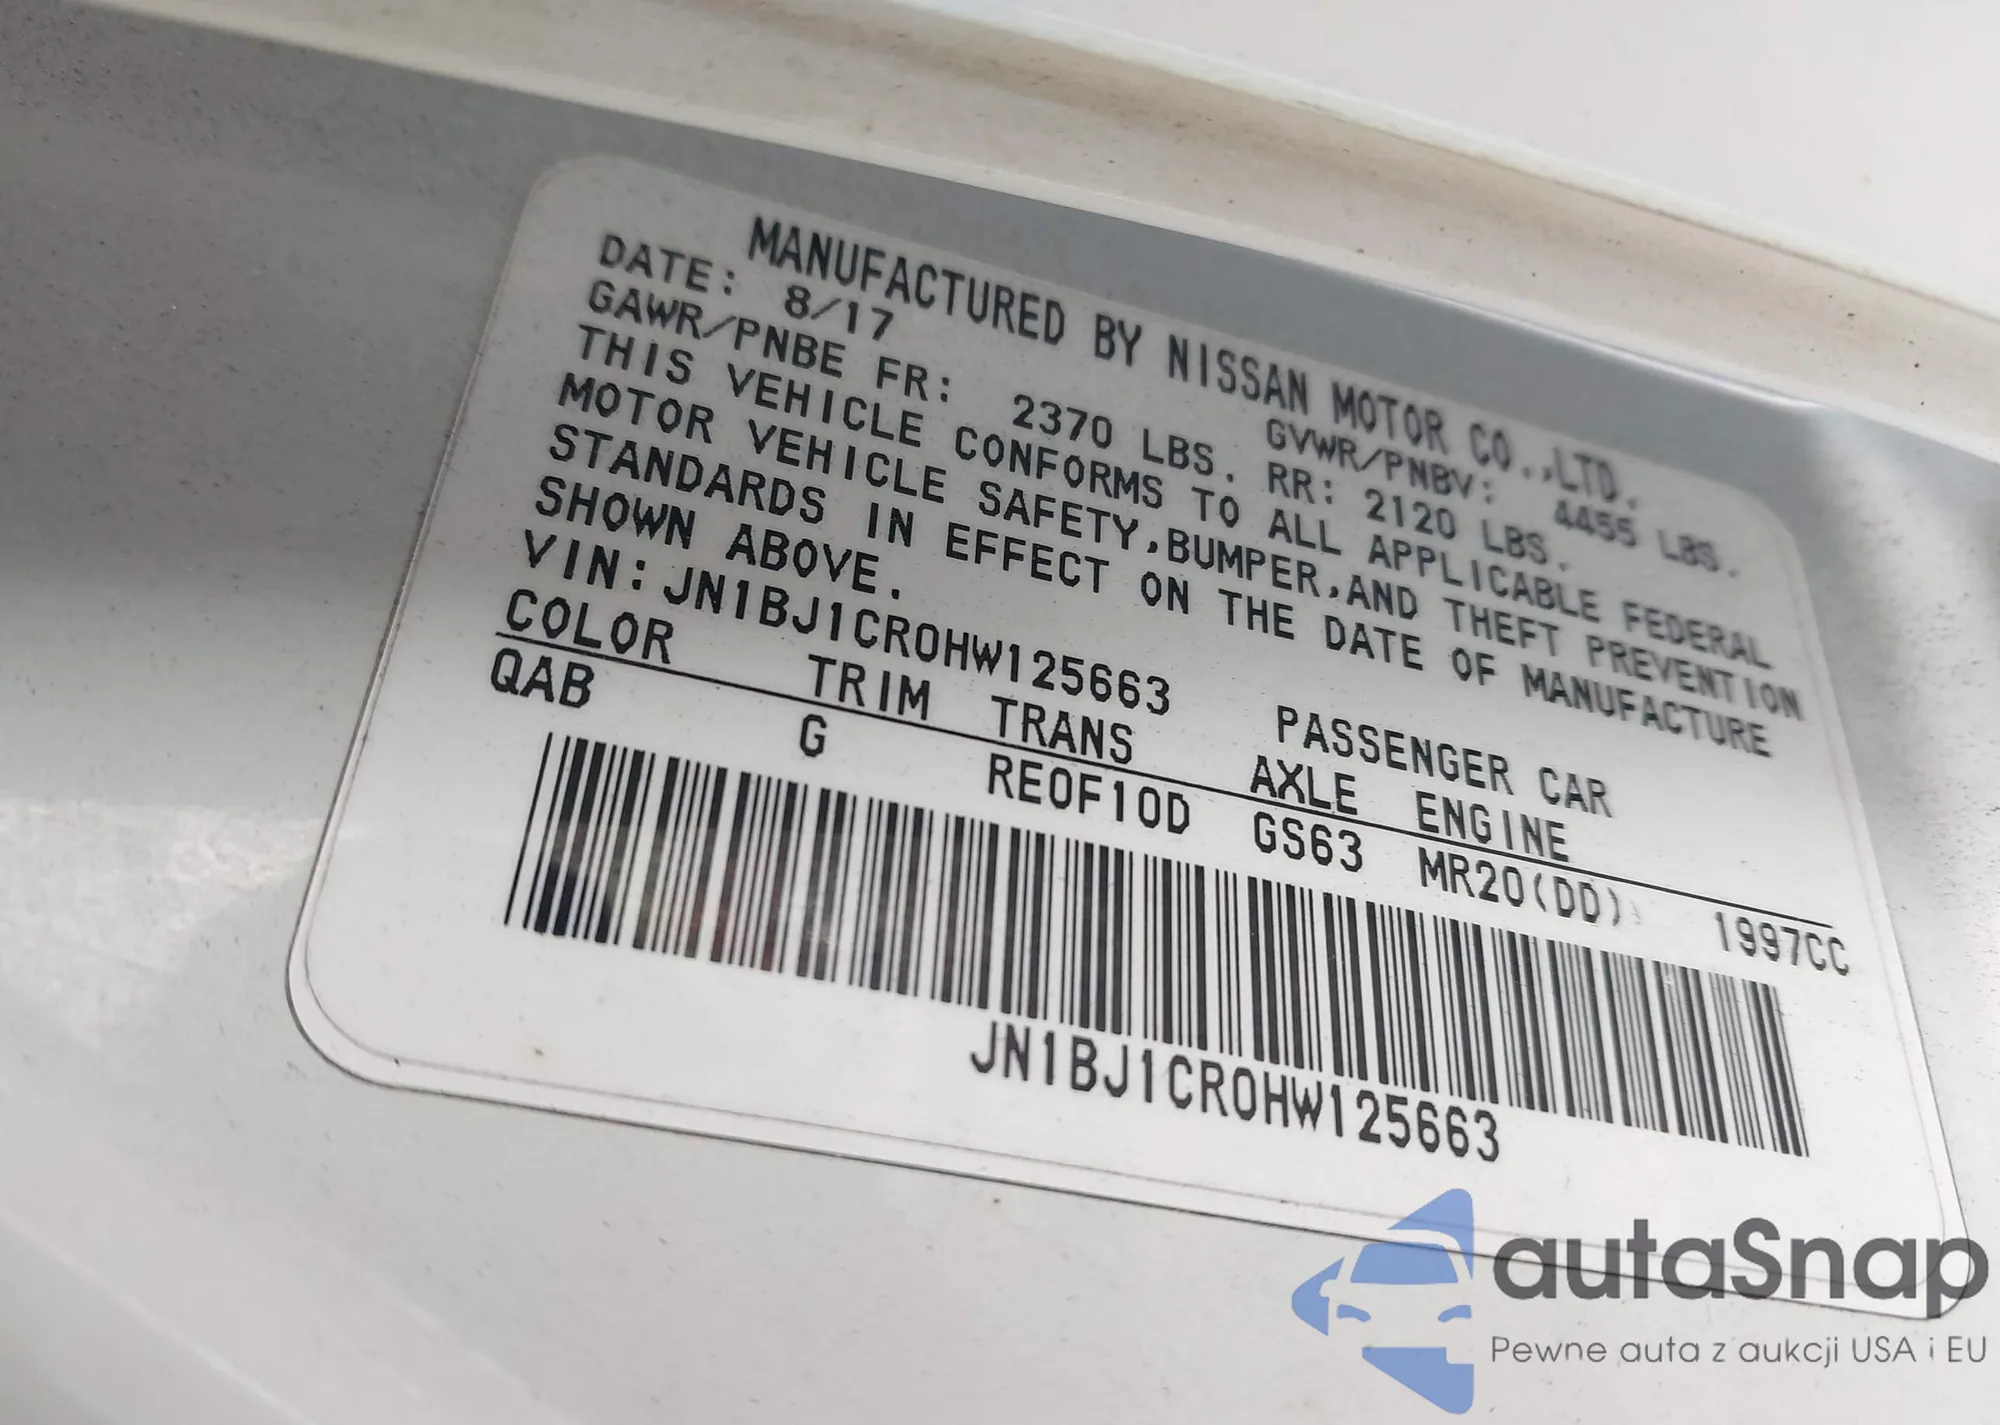 MANUFACTURED BY NISSAN MOTOR CO.,LTD.
DATE: 8/17 GVWR/PNBV: 4455 LBS.
GAWR/PNBE FR: 2370 LBS. RR: 2120 LBS.
THIS VEHICLE CONFORMS TO ALL APPLICABLE FEDERAL
MOTOR VEHICLE SAFETY,BUMPER,AND THEFT PREVENTION
STANDARDS IN EFFECT ON THE DATE OF MANUFACTURE
SHOWN ABOVE.
VIN:JN1BJ1CR0HW125663 PASSENGER CAR
COLOR TRIM TRANS AXLE ENGINE
QAB G RE0F10D GS63 MR20(DD) 1997CC
JN1BJ1CR0HW125663
autaSnap
Pewne auta z aukcji USA i EU